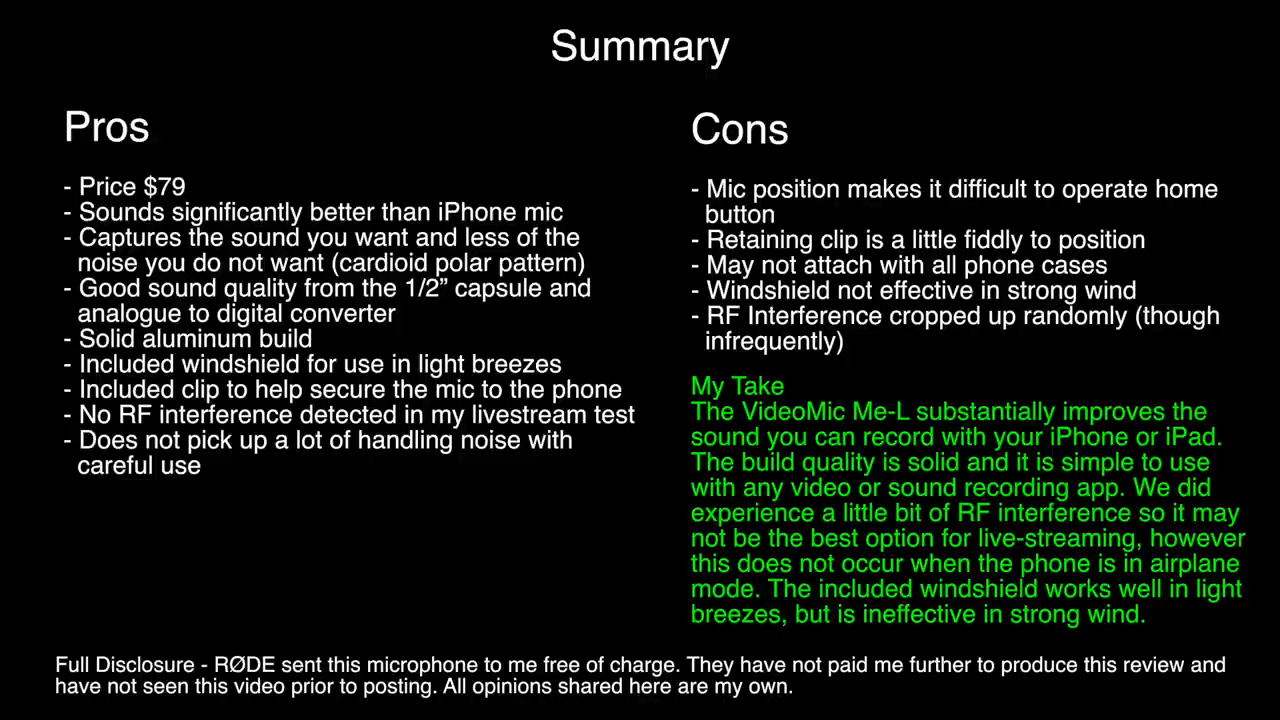 Summary
Pros
- Price $79
- Sounds significantly better than iPhone mic
- Captures the sound you want and less of the
noise you do not want (cardioid polar pattern)
- Good sound quality from the 1/2” capsule and
analogue to digital converter
- Solid aluminum build
- Included windshield for use in light breezes
- Included clip to help secure the mic to the phone
- No RF interference detected in my livestream test
- Does not pick up a lot of handling noise with
careful use
Cons
- Mic position makes it difficult to operate home
button
- Retaining clip is a little fiddly to position
- May not attach with all phone cases
- Windshield not effective in strong wind
- RF Interference cropped up randomly (though
infrequently)
My Take
The VideoMic Me-L substantially improves the
sound you can record with your iPhone or iPad.
The build quality is solid and it is simple to use
with any video or sound recording app. We did
experience a little bit of RF interference so it may
not be the best option for live-streaming, however
this does not occur when the phone is in airplane
mode. The included windshield works well in light
breezes, but is ineffective in strong wind.
Full Disclosure - RØDE sent this microphone to me free of charge. They have not paid me further to produce this review and
have not seen this video prior to posting. All opinions shared here are my own.